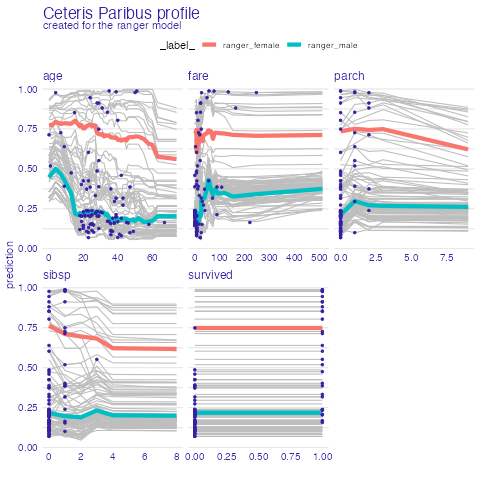 Ceteris Paribus profile
created for the ranger model
_label_ ranger_female ranger_male
age fare parch
1.00
0.75
0.50
0.25
0.00
0 20 40 60 0 100 200 300 400 500 0.0 2.5 5.0 7.5
prediction
sibsp survived
1.00
0.75
0.50
0.25
0.00
0 2 4 6 8 0.00 0.25 0.50 0.75 1.00